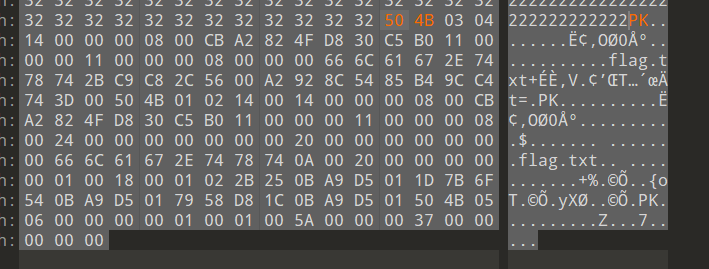 32 32 32 32 32 32 32 32 32 32 32 32 32 32 32 32 2222222222222222
h: 32 32 32 32 32 32 32 32 32 32 32 32 50 4B 03 04 222222222222PK..
h: 14 00 00 00 08 00 CB A2 82 4F D8 30 C5 B0 11 00 ......Ë¢‚OØ0Å°..
h: 00 00 11 00 00 00 08 00 00 00 66 6C 61 67 2E 74 ..........flag.t
h: 78 74 2B C9 C8 2C 56 00 A2 92 8C 54 85 B4 9C C4 xt+ÉÈ,V.¢’ŒT…´œÄ
h: 74 3D 00 50 4B 01 02 14 00 14 00 00 00 08 00 CB t=.PK..........Ë
h: A2 82 4F D8 30 C5 B0 11 00 00 00 11 00 00 00 08 ¢‚OØ0Å°.........
h: 00 24 00 00 00 00 00 00 00 20 00 00 00 00 00 00 .$....... ......
h: 00 66 6C 61 67 2E 74 78 74 0A 00 20 00 00 00 00 .flag.txt.. ....
h: 00 01 00 18 00 01 02 2B 25 0B A9 D5 01 1D 7B 6F .......+%.©Õ..{o
h: 54 0B A9 D5 01 79 58 D8 1C 0B A9 D5 01 50 4B 05 T.©Õ.yXØ..©Õ.PK.
h: 06 00 00 00 00 01 00 01 00 5A 00 00 00 37 00 00 .........Z...7..
h: 00 00 00 ...